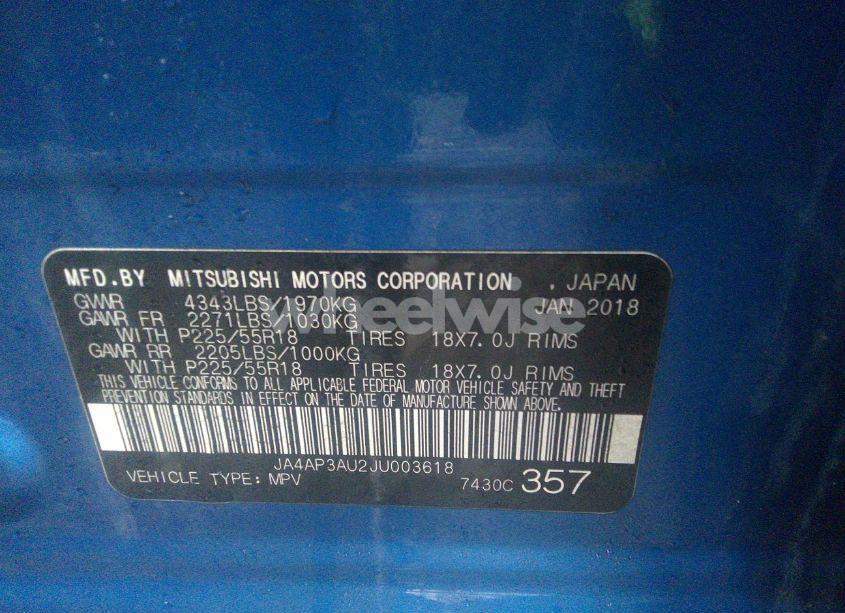 MFD.BY MITSUBISHI MOTORS CORPORATION . JAPAN
GVWR 4343LBS/1970KG JAN 2018
GAWR FR 2271LBS/1030KG
WITH P225/55R18 TIRES 18X7.0J RIMS
GAWR RR 2205LBS/1000KG
WITH P225/55R18 TIRES 18X7.0J RIMS
THIS VEHICLE CONFORMS TO ALL APPLICABLE FEDERAL MOTOR VEHICLE SAFETY AND THEFT
PREVENTION STANDARDS IN EFFECT ON THE DATE OF MANUFACTURE SHOWN ABOVE.
JA4AP3AU2JU003618
VEHICLE TYPE: MPV 7430C 357
wheelwise